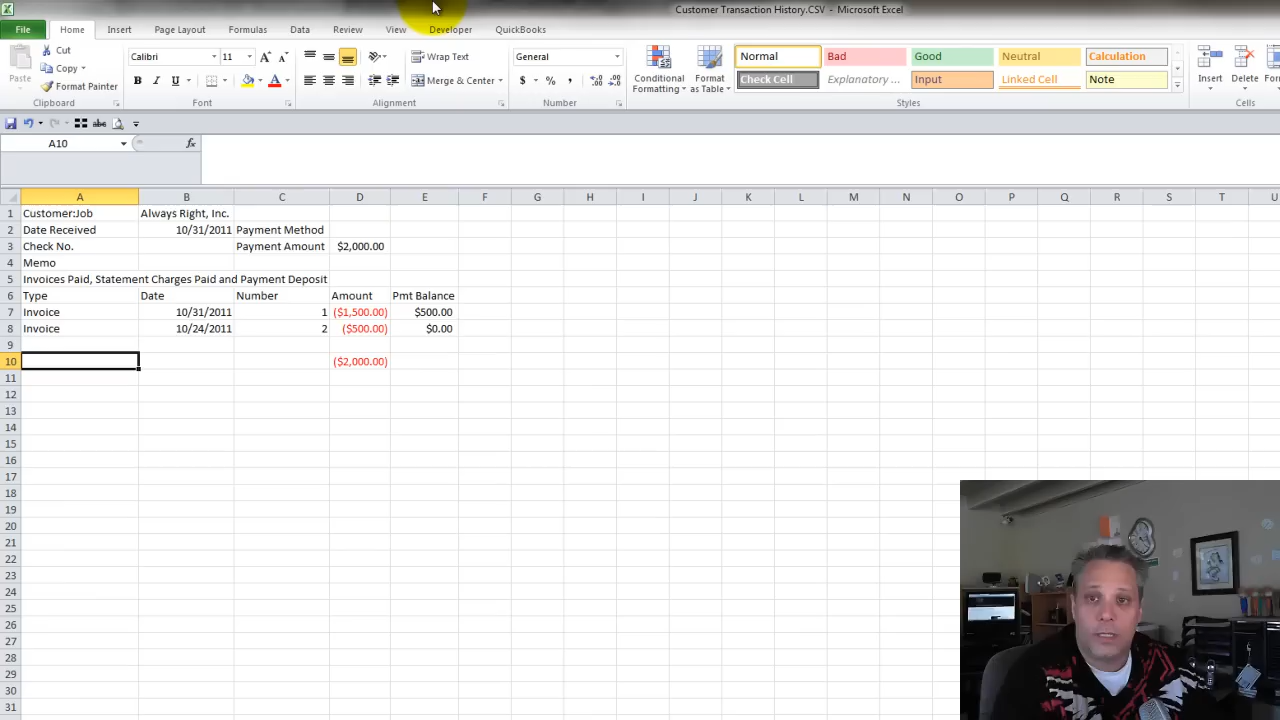 Customer Transaction History.CSV - Microsoft Excel
File Home Insert Page Layout Formulas Data Review View Developer QuickBooks
Cut Calibri 11 A A Wrap Text General Normal Bad Good Neutral Calculation
Paste Copy Conditional Formatting Format as Table Insert Delete
Format Painter B I U A Merge & Center $ % , Check Cell Explanatory ... Input Linked Cell Note
Clipboard Font Alignment Number Styles Cells
A10 fx
A B C D E F G H I J K L M N O P Q R S T U
1 Customer:Job Always Right, Inc.
2 Date Received 10/31/2011 Payment Method
3 Check No. Payment Amount $2,000.00
4 Memo
5 Invoices Paid, Statement Charges Paid and Payment Deposit
6 Type Date Number Amount Pmt Balance
7 Invoice 10/31/2011 1 ($1,500.00) $500.00
8 Invoice 10/24/2011 2 ($500.00) $0.00
9
10 ($2,000.00)
11
12
13
14
15
16
17
18
19
20
21
22
23
24
25
26
27
28
29
30
31